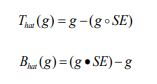 T_hat (g) = g − (g ∘ SE)
B_hat (g) = (g • SE) − g